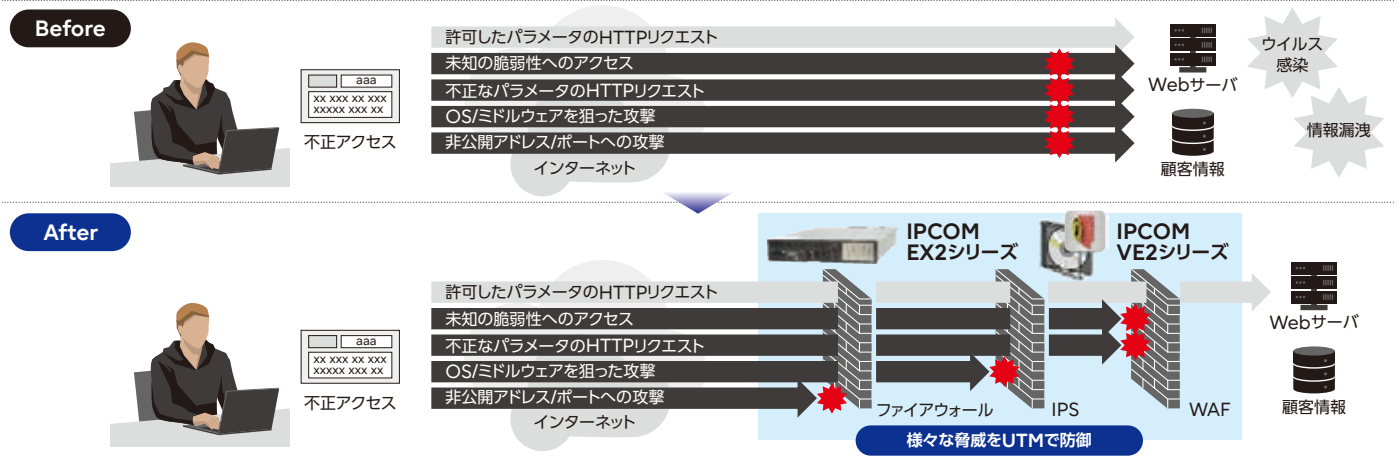 Before
aaa
xx xxx xx xxx
xxxxx xxx xx
不正アクセス
許可したパラメータのHTTPリクエスト
未知の脆弱性へのアクセス
不正なパラメータのHTTPリクエスト
OS/ミドルウェアを狙った攻撃
非公開アドレス/ポートへの攻撃
インターネット
Webサーバ
顧客情報
ウイルス
感染
情報漏洩
After
aaa
xx xxx xx xxx
xxxxx xxx xx
不正アクセス
許可したパラメータのHTTPリクエスト
未知の脆弱性へのアクセス
不正なパラメータのHTTPリクエスト
OS/ミドルウェアを狙った攻撃
非公開アドレス/ポートへの攻撃
インターネット
IPCOM
EX2シリーズ
IPCOM
VE2シリーズ
ファイアウォール
IPS
WAF
様々な脅威をUTMで防御
Webサーバ
顧客情報